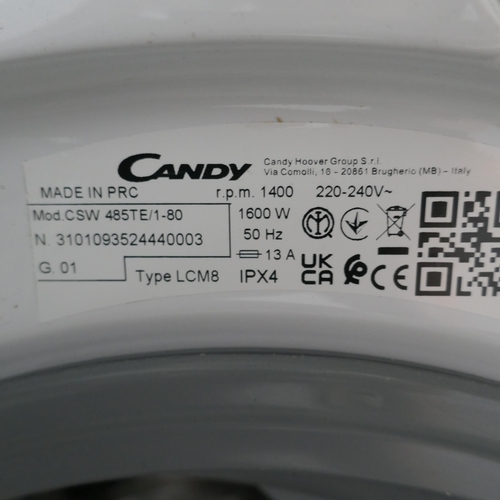 CANDY
Candy Hoover Group S.r.l.
Via Comolli, 16 - 20861 Brugherio (MB) – Italy
MADE IN PRC r.p.m. 1400 220-240V~
Mod.CSW 485TE/1-80 1600 W
N. 3101093524440003 50 Hz
13 A
G. 01 Type LCM8 IPX4
UK
CA
CE